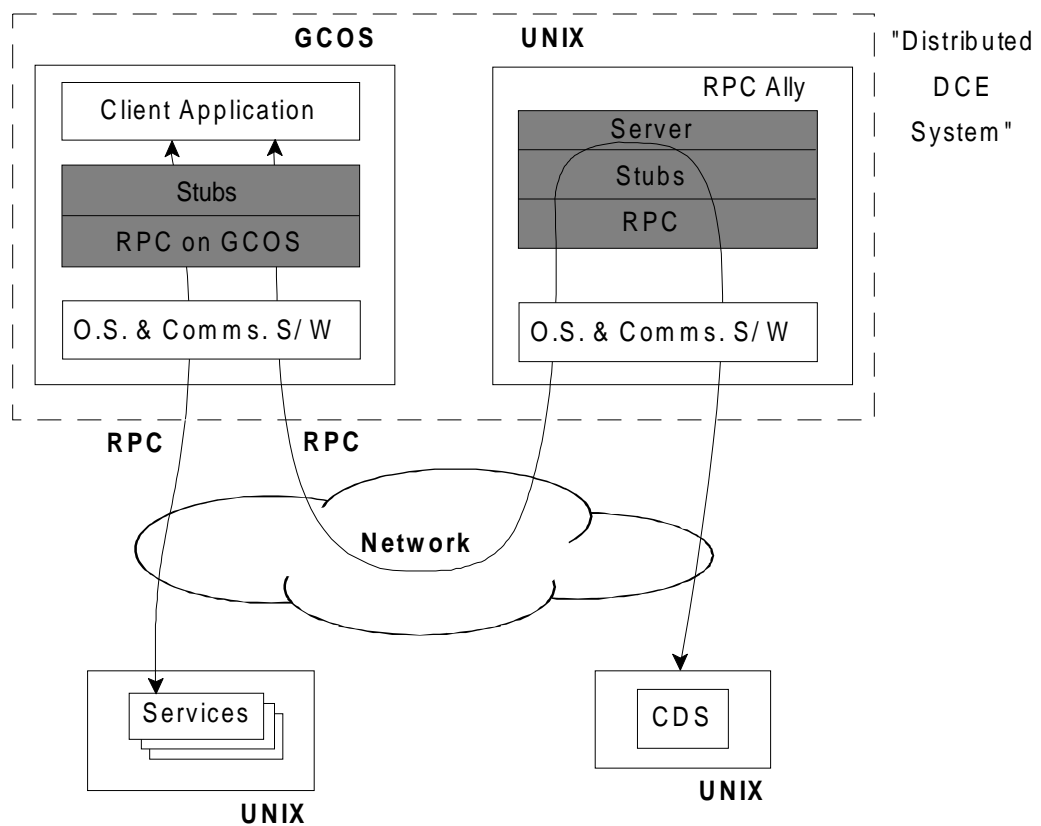 GCOS
UNIX
"Distributed
DCE
System"
RPC Ally
Client Application
Server
Stubs
Stubs
RPC
RPC on GCOS
O.S. & Comms. S/W
O.S. & Comms. S/W
RPC
RPC
Network
Services
CDS
UNIX
UNIX